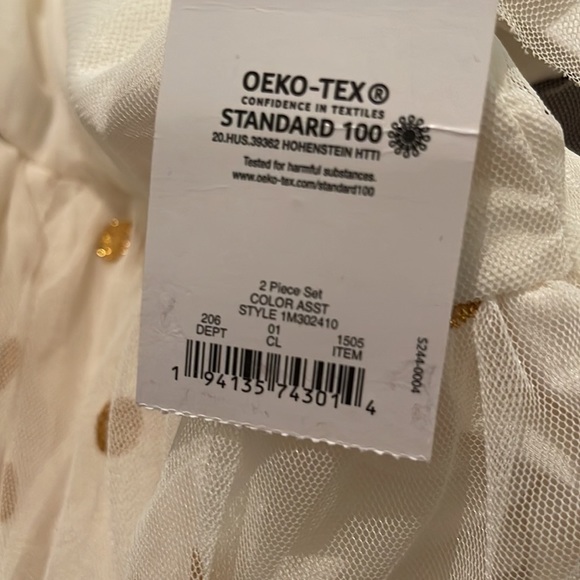 OEKO-TEX®
CONFIDENCE IN TEXTILES
STANDARD 100
20.HUS.39362 HOHENSTEIN HTTI
Tested for harmful substances.
www.oeko-tex.com/standard100
2 Piece Set
COLOR ASST
STYLE 1M302410
206 01 1505
DEPT CL ITEM
1 94135 74301 4
S244-0004